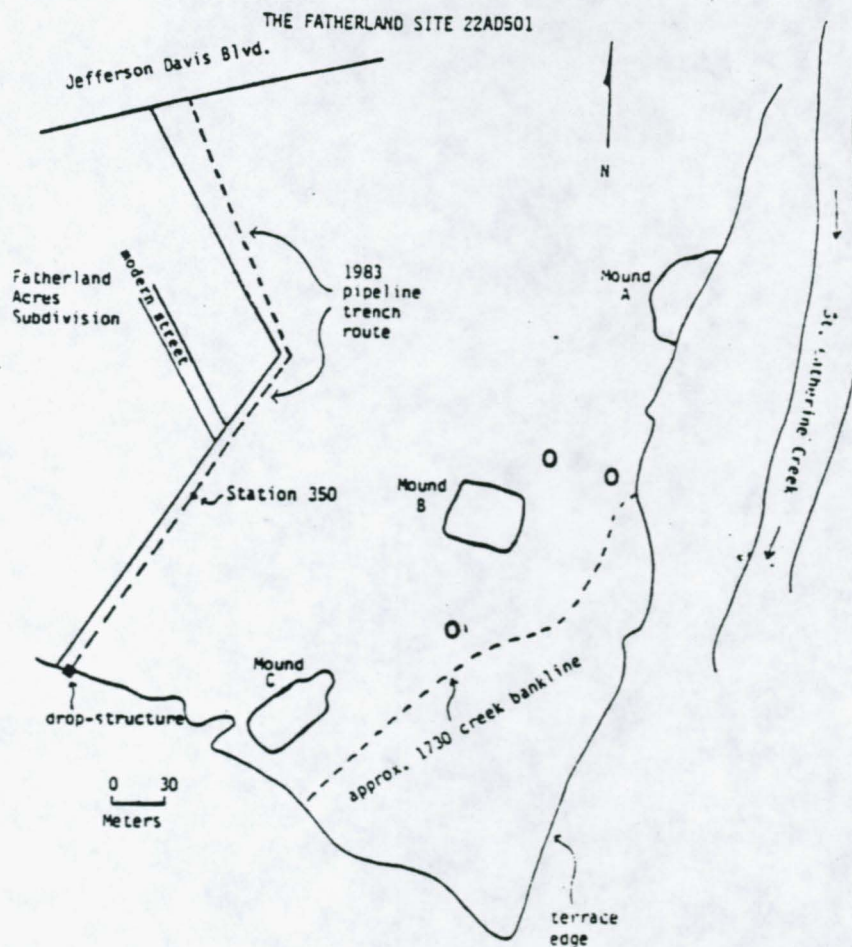 THE FATHERLAND SITE 22AD501
Jefferson Davis Blvd.
N
Mound
A
1983
pipeline
trench
route
modern street
Fatherland
Acres
Subdivision
St. Catherine Creek
Mound
B
Station 350
Mound
C
drop-structure
approx. 1730 creek bankline
0 30
Meters
terrace
edge